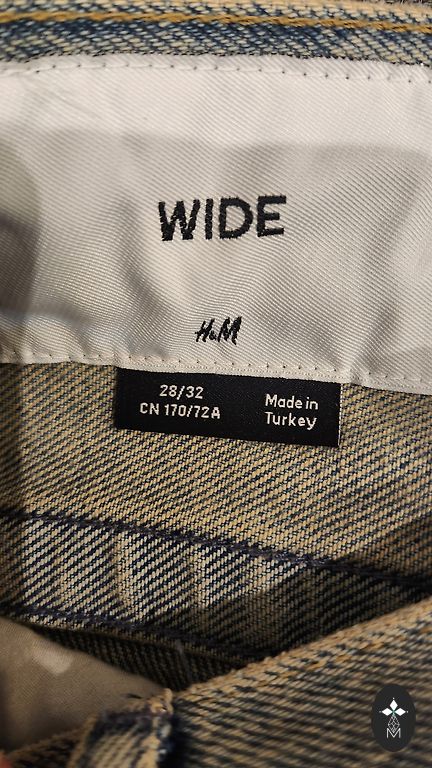 WIDE
H&M
28/32
CN 170/72A
Made in
Turkey
M